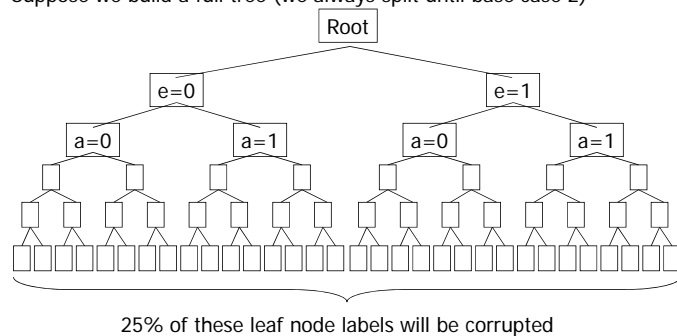 Suppose we build a full tree (we always split until base case 2)
Root
e=0 e=1
a=0 a=1 a=0 a=1
25% of these leaf node labels will be corrupted